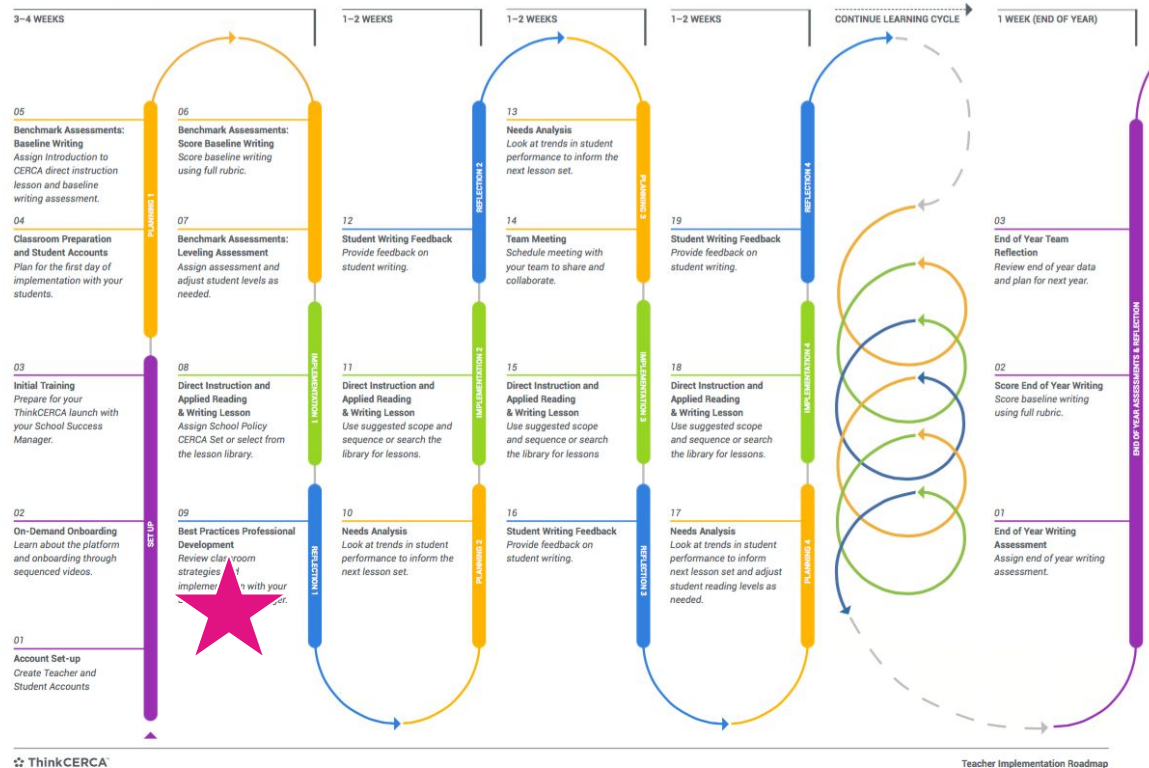 3–4 WEEKS
1–2 WEEKS
1–2 WEEKS
1–2 WEEKS
CONTINUE LEARNING CYCLE
1 WEEK (END OF YEAR)
05
Benchmark Assessments:
Baseline Writing
Assign Introduction to
CERCA direct instruction
lesson and baseline
writing assessment.
04
Classroom Preparation
and Student Accounts
Plan for the first day of
implementation with your
students.
PLANNING 1
03
Initial Training
Prepare for your
ThinkCERCA launch with
your School Success
Manager.
02
On-Demand Onboarding
Learn about the platform
and onboarding through
sequenced videos.
01
Account Set-up
Create Teacher and
Student Accounts
SET UP
06
Benchmark Assessments:
Score Baseline Writing
Score baseline writing
using full rubric.
07
Benchmark Assessments:
Leveling Assessment
Assign assessment and
adjust student levels as
needed.
08
Direct Instruction and
Applied Reading
& Writing Lesson
Assign School Policy
CERCA Set or select from
the lesson library.
IMPLEMENTATION 1
09
Best Practices Professional
Development
Review
strategies
with your
REFLECTION 1
12
Student Writing Feedback
Provide feedback on
student writing.
REFLECTION 2
11
Direct Instruction and
Applied Reading
& Writing Lesson
Use suggested scope and
sequence or search the
library for lessons.
IMPLEMENTATION 2
10
Needs Analysis
Look at trends in student
performance to inform the
next lesson set.
PLANNING 2
13
Needs Analysis
Look at trends in student
performance to inform the
next lesson set.
14
Team Meeting
Schedule meeting with
your team to share and
collaborate.
PLANNING 3
15
Direct Instruction and
Applied Reading
& Writing Lesson
Use suggested scope
and sequence or search
the library for lessons
IMPLEMENTATION 3
16
Student Writing Feedback
Provide feedback on
student writing.
REFLECTION 3
19
Student Writing Feedback
Provide feedback on
student writing.
REFLECTION 4
18
Direct Instruction and
Applied Reading
& Writing Lesson
Use suggested scope
and sequence or search
the library for lessons.
IMPLEMENTATION 4
17
Needs Analysis
Look at trends in student
performance to inform
next lesson set and adjust
student reading levels as
needed.
PLANNING 4
03
End of Year Team
Reflection
Review end of year data
and plan for next year.
02
Score End of Year Writing
Score baseline writing
using full rubric.
01
End of Year Writing
Assessment
Assign end of year writing
assessment.
END OF YEAR ASSESSMENTS & REFLECTION
ThinkCERCA
Teacher Implementation Roadmap